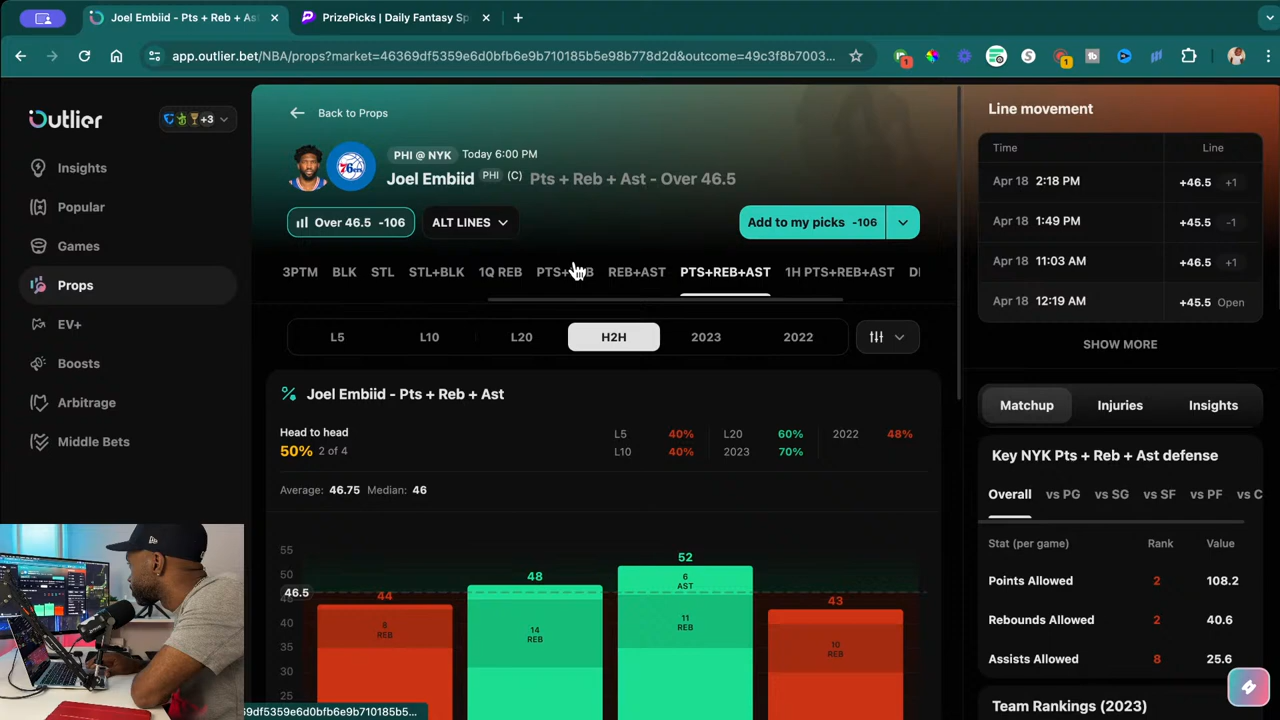 Joel Embiid - Pts + Reb + As
PrizePicks | Daily Fantasy Sp
app.outlier.bet/NBA/props?market=46369df5359e6d0bfb6e9b710185b5e98b778d2d&outcome=49c3f8b7003...
Outlier
+3
Insights
Popular
Games
Props
EV+
Boosts
Arbitrage
Middle Bets
Back to Props
PHI @ NYK Today 6:00 PM
Joel Embiid PHI (C) Pts + Reb + Ast - Over 46.5
Over 46.5 -106 ALT LINES
Add to my picks -106
3PTM BLK STL STL+BLK 1Q REB REB+AST PTS+REB+AST 1H PTS+REB+AST
L5 L10 L20 H2H 2023 2022
Joel Embiid - Pts + Reb + Ast
Head to head
50% 2 of 4
L5 40% L20 60% 2022 48%
L10 40% 2023 70%
Average: 46.75 Median: 46
55
50
46.5
40
35
30
25
44
8
REB
48
14
REB
52
6
AST
11
REB
43
10
REB
Line movement
Time Line
Apr 18 2:18 PM +46.5 +1
Apr 18 1:49 PM +45.5 -1
Apr 18 11:03 AM +46.5 +1
Apr 18 12:19 AM +45.5 Open
SHOW MORE
Matchup Injuries Insights
Key NYK Pts + Reb + Ast defense
Overall vs PG vs SG vs SF vs PF vs C
Stat (per game) Rank Value
Points Allowed 2 108.2
Rebounds Allowed 2 40.6
Assists Allowed 8 25.6
Team Rankings (2023)
69df5359e6d0bfb6e9b710185b5...